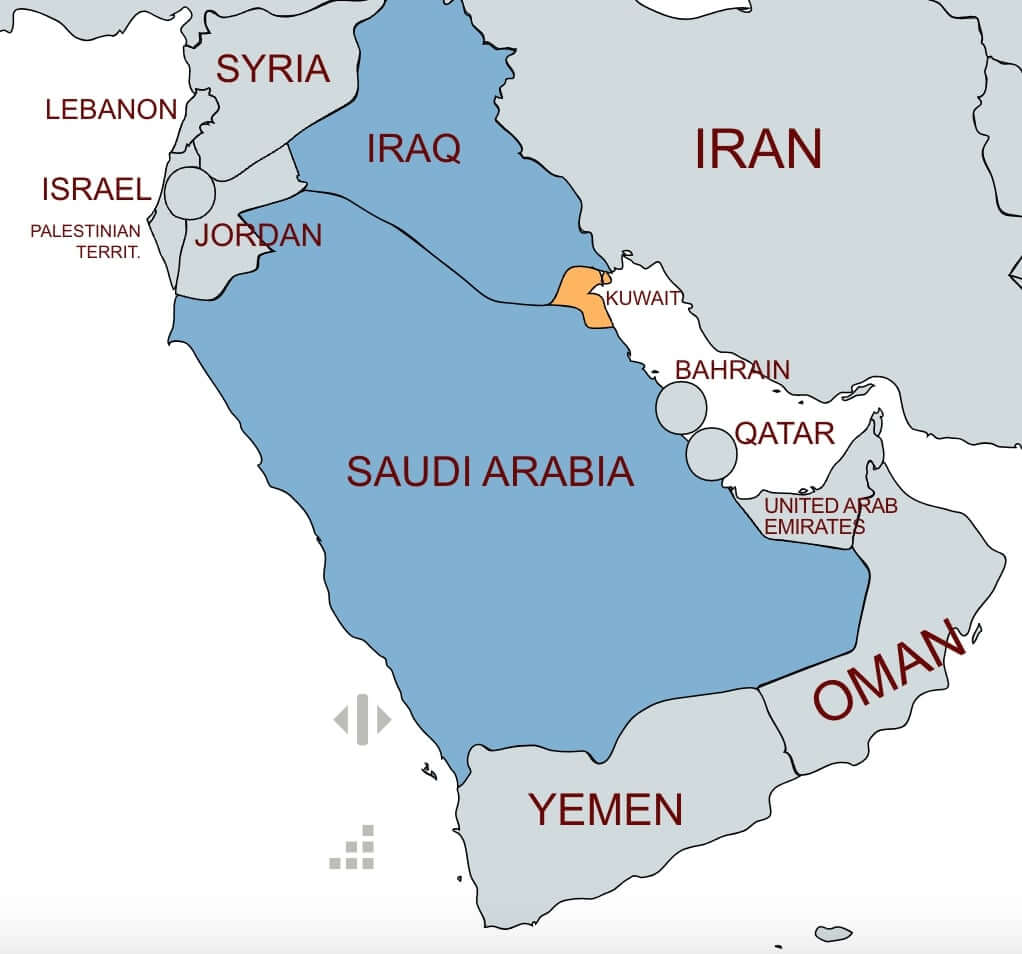 SYRIA
LEBANON
IRAQ
IRAN
ISRAEL
PALESTINIAN
TERRIT.
JORDAN
KUWAIT
BAHRAIN
QATAR
SAUDI ARABIA
UNITED ARAB
EMIRATES
OMAN
YEMEN